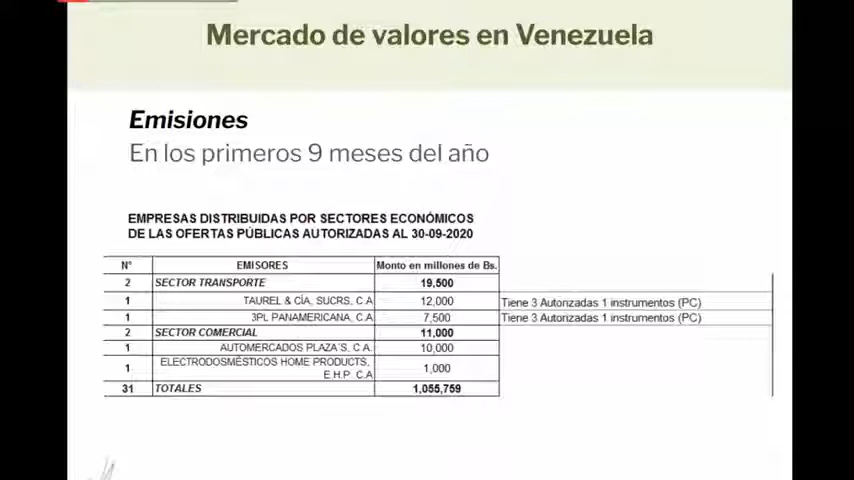 Mercado de valores en Venezuela
Emisiones
En los primeros 9 meses del año
EMPRESAS DISTRIBUIDAS POR SECTORES ECONÓMICOS
DE LAS OFERTAS PÚBLICAS AUTORIZADAS AL 30-09-2020
N° EMISORES Monto en millones de Bs.
2 SECTOR TRANSPORTE 19,500
1 TAUREL & CÍA, SUCRS, C.A 12,000 Tiene 3 Autorizadas 1 instrumentos (PC)
1 3PL PANAMERICANA, C.A 7,500 Tiene 3 Autorizadas 1 instrumentos (PC)
2 SECTOR COMERCIAL 11,000
1 AUTOMERCADOS PLAZA´S, C.A. 10,000
1 ELECTRODOSMÉSTICOS HOME PRODUCTS, E.H.P. C.A 1,000
31 TOTALES 1,055,759